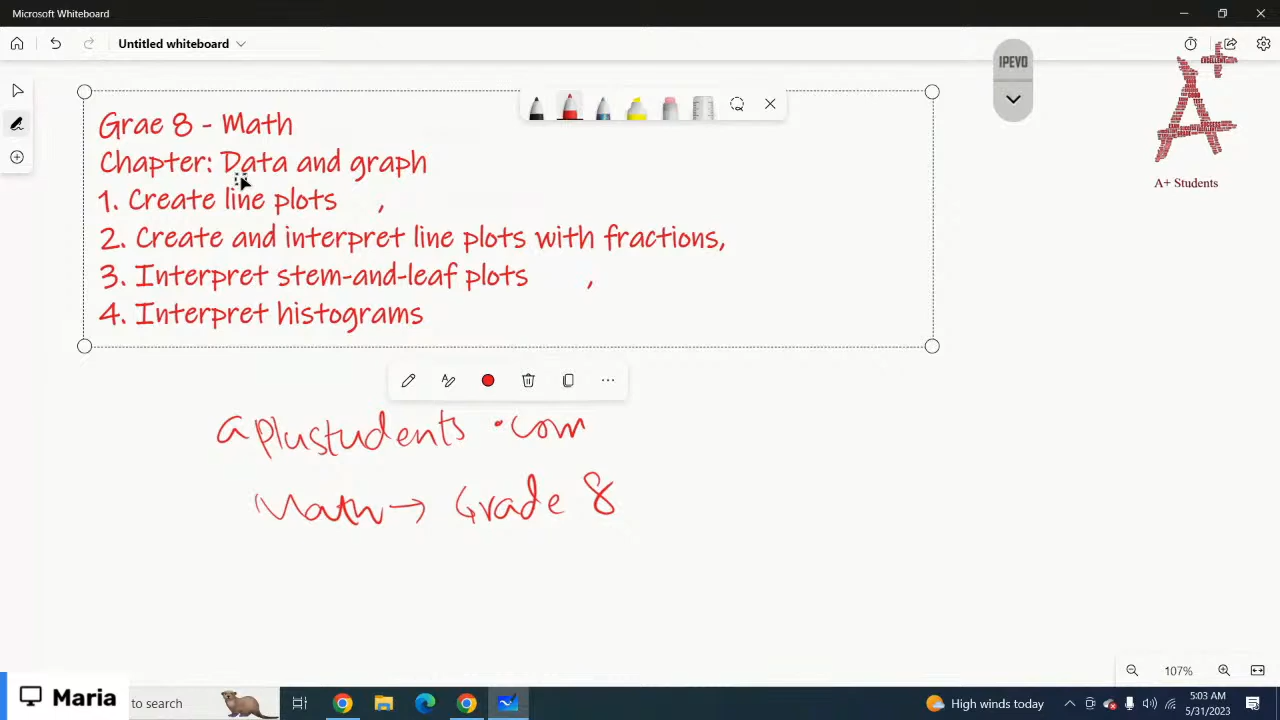 Microsoft Whiteboard
Untitled whiteboard
IPEVO
A+ Students
Grae 8 - Math
Chapter: Data and graph
1. Create line plots ,
2. Create and interpret line plots with fractions,
3. Interpret stem-and-leaf plots ,
4. Interpret histograms
aplustudents.com
Math → Grade 8
107%
Maria
to search
High winds today
5:03 AM
5/31/2023